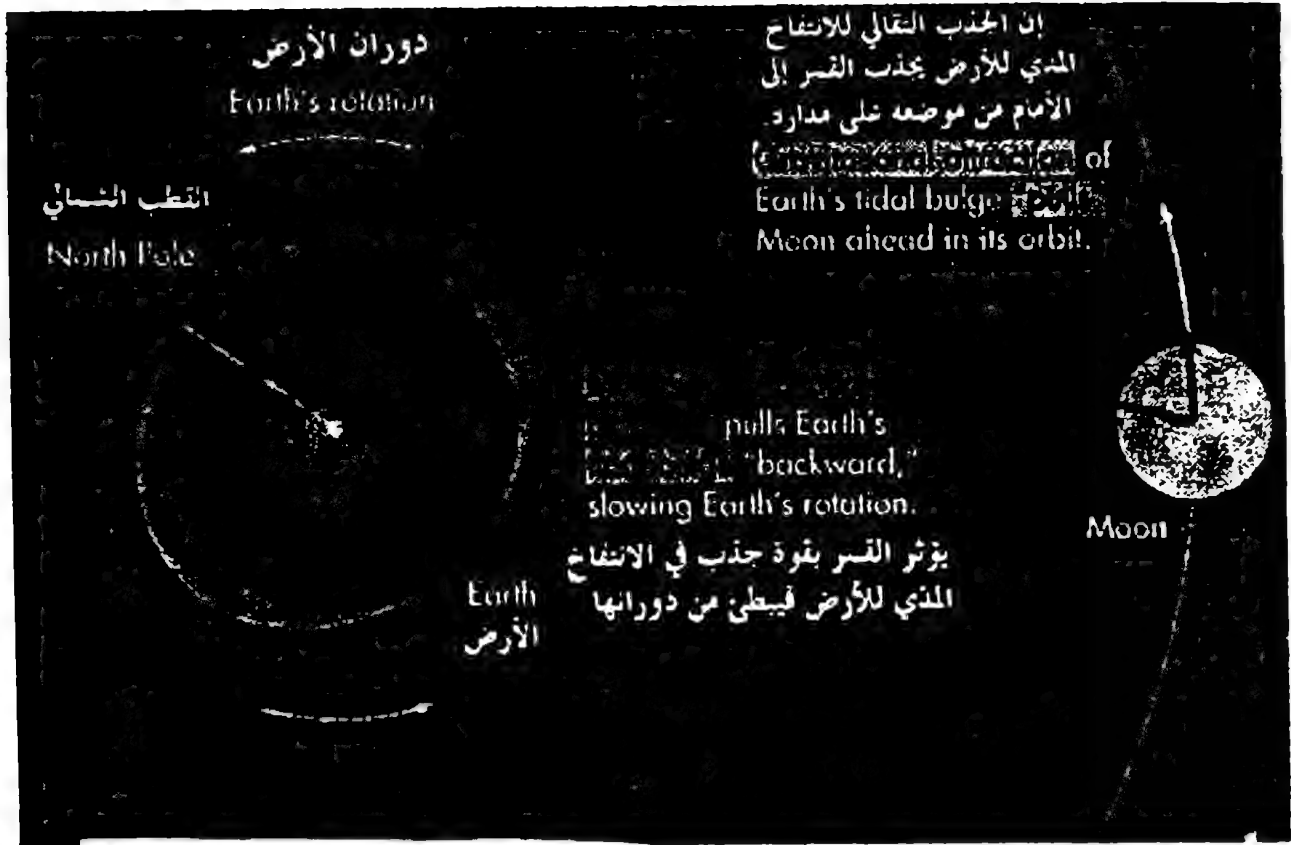 دوران الأرض
Earth's rotation
القطب الشمالي
North Pole
إن الجذب التثاقلي للانتفاخ
المدي للأرض يجذب القمر إلى
الأمام من موضعه على مداره.
of
Earth's tidal bulge
Moon ahead in its orbit.
pulls Earth's
"backward,"
slowing Earth's rotation.
يؤثر القمر بقوة جذب في الانتفاخ
المدي للأرض فيبطئ من دورانها
Moon
Earth
الأرض